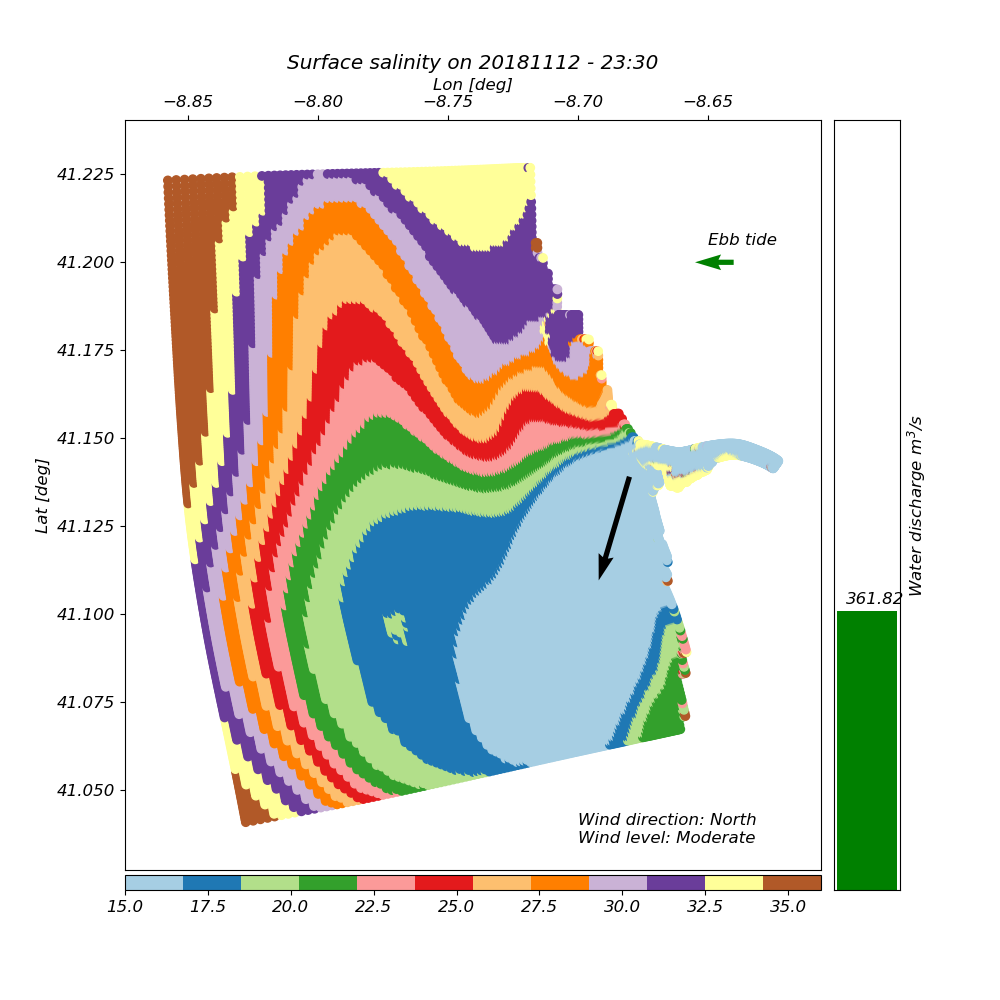 Surface salinity on 20181112 - 23:30
Lon [deg]
−8.85 −8.80 −8.75 −8.70 −8.65
41.225
41.200
41.175
41.150
41.125
41.100
41.075
41.050
Lat [deg]
Ebb tide
Wind direction: North
Wind level: Moderate
361.82
Water discharge m³/s
15.0 17.5 20.0 22.5 25.0 27.5 30.0 32.5 35.0